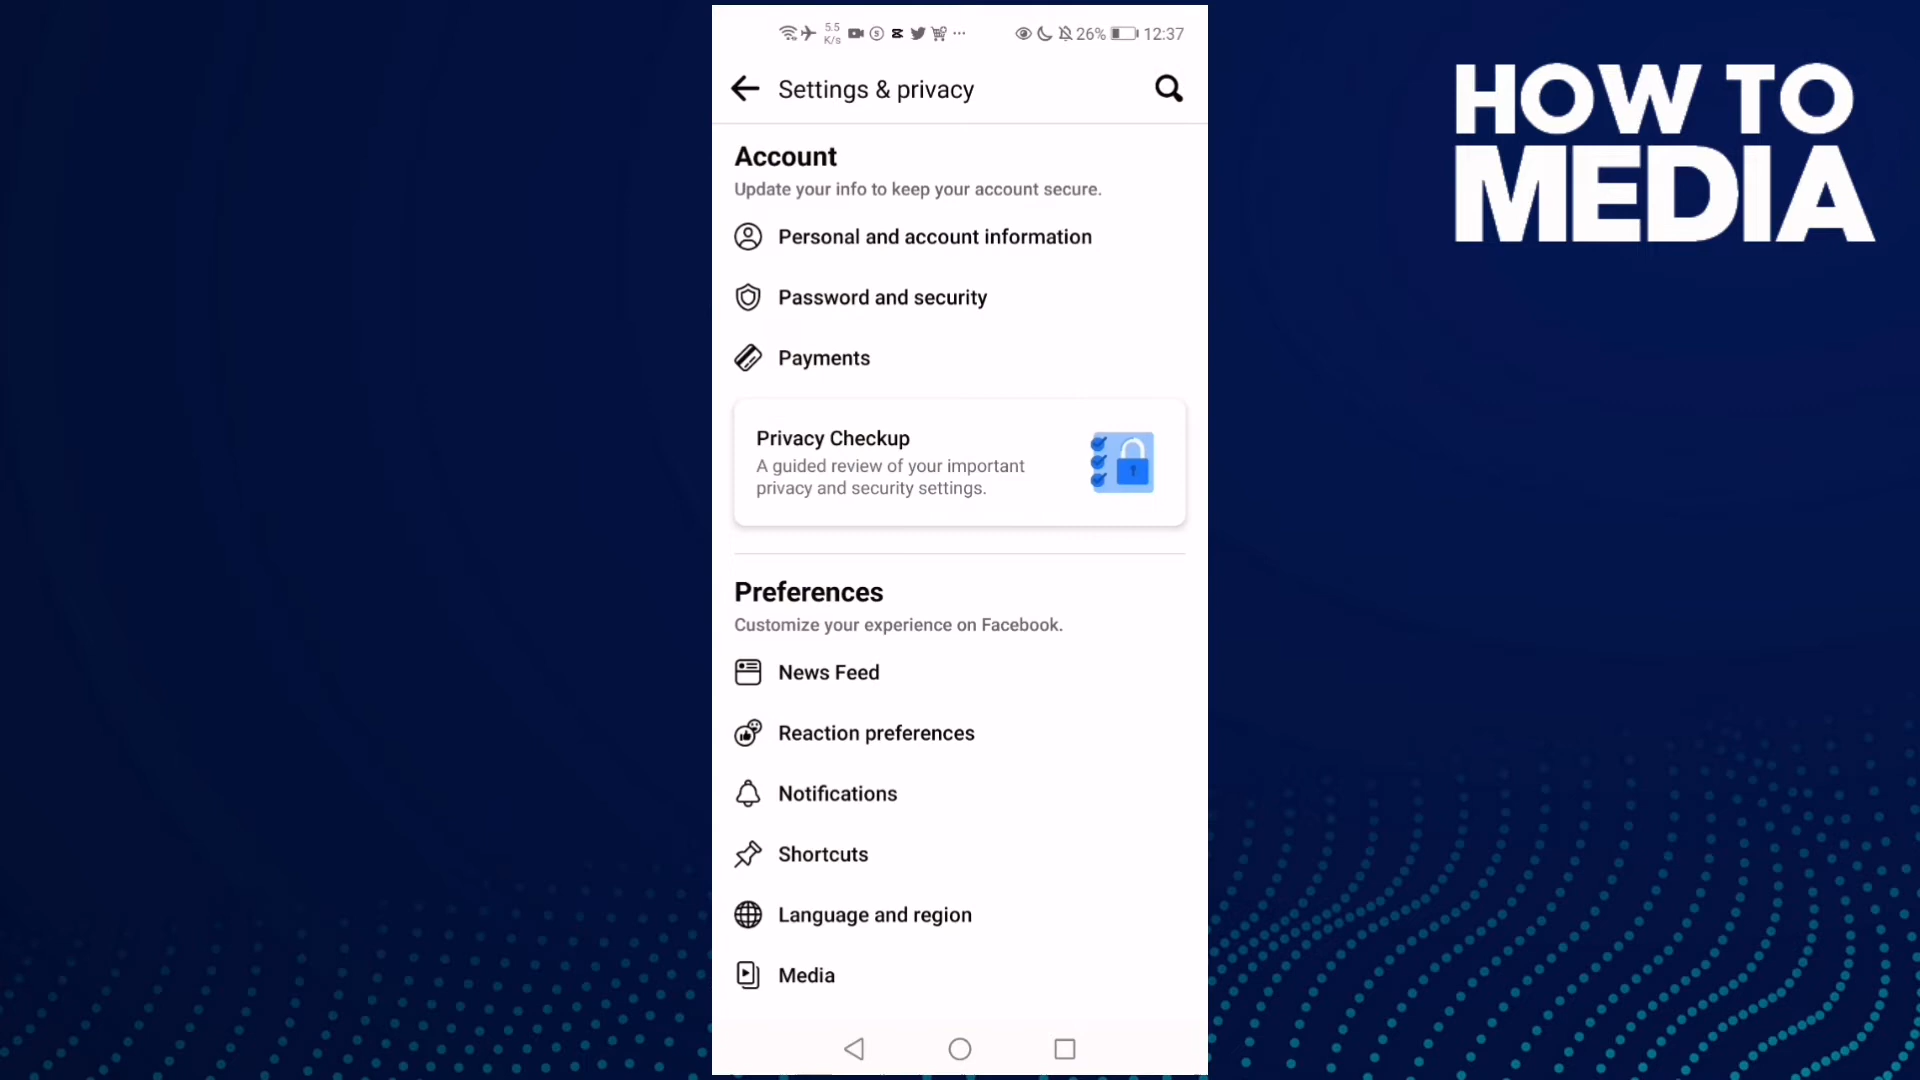 5.5
K/s
26%
12:37
Settings & privacy
HOW TO
MEDIA
Account
Update your info to keep your account secure.
Personal and account information
Password and security
Payments
Privacy Checkup
A guided review of your important
privacy and security settings.
Preferences
Customize your experience on Facebook.
News Feed
Reaction preferences
Notifications
Shortcuts
Language and region
Media